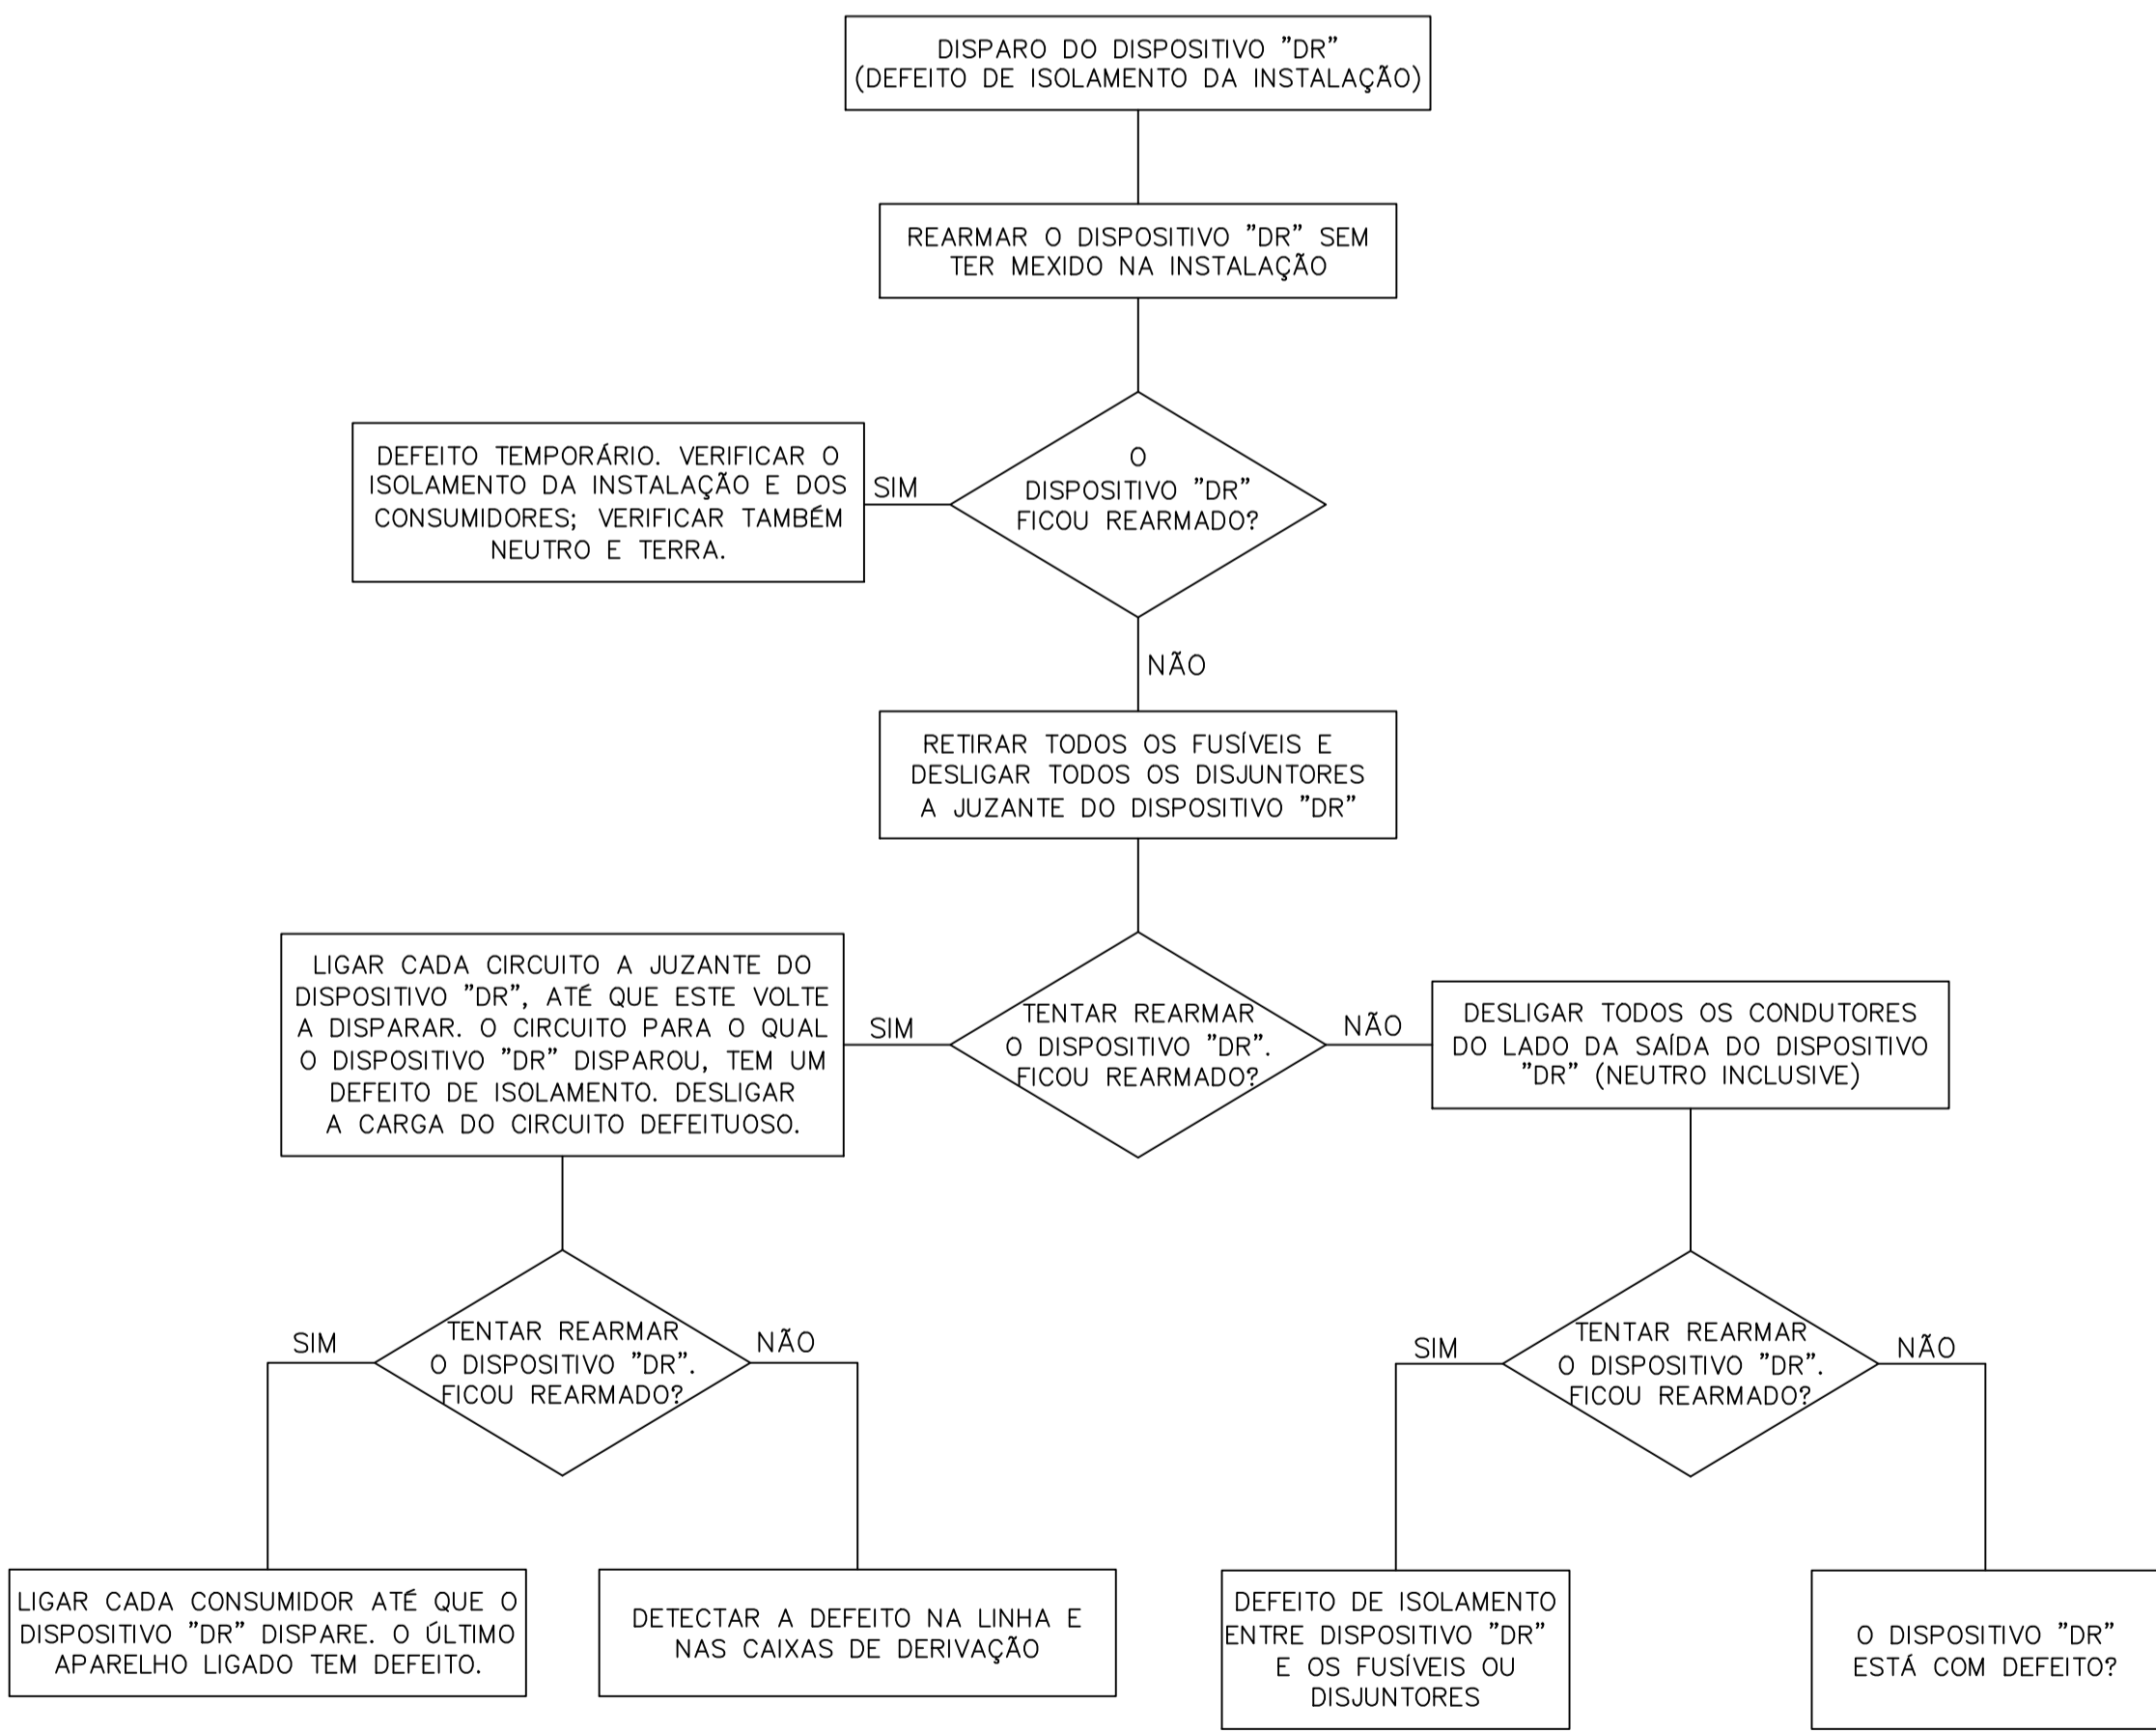 DISPARO DO DISPOSITIVO "DR"
(DEFEITO DE ISOLAMENTO DA INSTALAÇÃO)
REARMAR O DISPOSITIVO "DR" SEM
TER MEXIDO NA INSTALAÇÃO
O
DISPOSITIVO "DR"
FICOU REARMADO?
SIM
DEFEITO TEMPORÁRIO. VERIFICAR O
ISOLAMENTO DA INSTALAÇÃO E DOS
CONSUMIDORES; VERIFICAR TAMBÉM
NEUTRO E TERRA.
NÃO
RETIRAR TODOS OS FUSÍVEIS E
DESLIGAR TODOS OS DISJUNTORES
A JUZANTE DO DISPOSITIVO "DR"
TENTAR REARMAR
O DISPOSITIVO "DR".
FICOU REARMADO?
SIM
LIGAR CADA CIRCUITO A JUZANTE DO
DISPOSITIVO "DR", ATÉ QUE ESTE VOLTE
A DISPARAR. O CIRCUITO PARA O QUAL
O DISPOSITIVO "DR" DISPAROU, TEM UM
DEFEITO DE ISOLAMENTO. DESLIGAR
A CARGA DO CIRCUITO DEFEITUOSO.
NÃO
DESLIGAR TODOS OS CONDUTORES
DO LADO DA SAÍDA DO DISPOSITIVO
"DR" (NEUTRO INCLUSIVE)
TENTAR REARMAR
O DISPOSITIVO "DR".
FICOU REARMADO?
SIM
NÃO
TENTAR REARMAR
O DISPOSITIVO "DR".
FICOU REARMADO?
SIM
NÃO
LIGAR CADA CONSUMIDOR ATÉ QUE O
DISPOSITIVO "DR" DISPARE. O ÚLTIMO
APARELHO LIGADO TEM DEFEITO.
DETECTAR A DEFEITO NA LINHA E
NAS CAIXAS DE DERIVAÇÃO
DEFEITO DE ISOLAMENTO
ENTRE DISPOSITIVO "DR"
E OS FUSÍVEIS OU
DISJUNTORES
O DISPOSITIVO "DR"
ESTÁ COM DEFEITO?